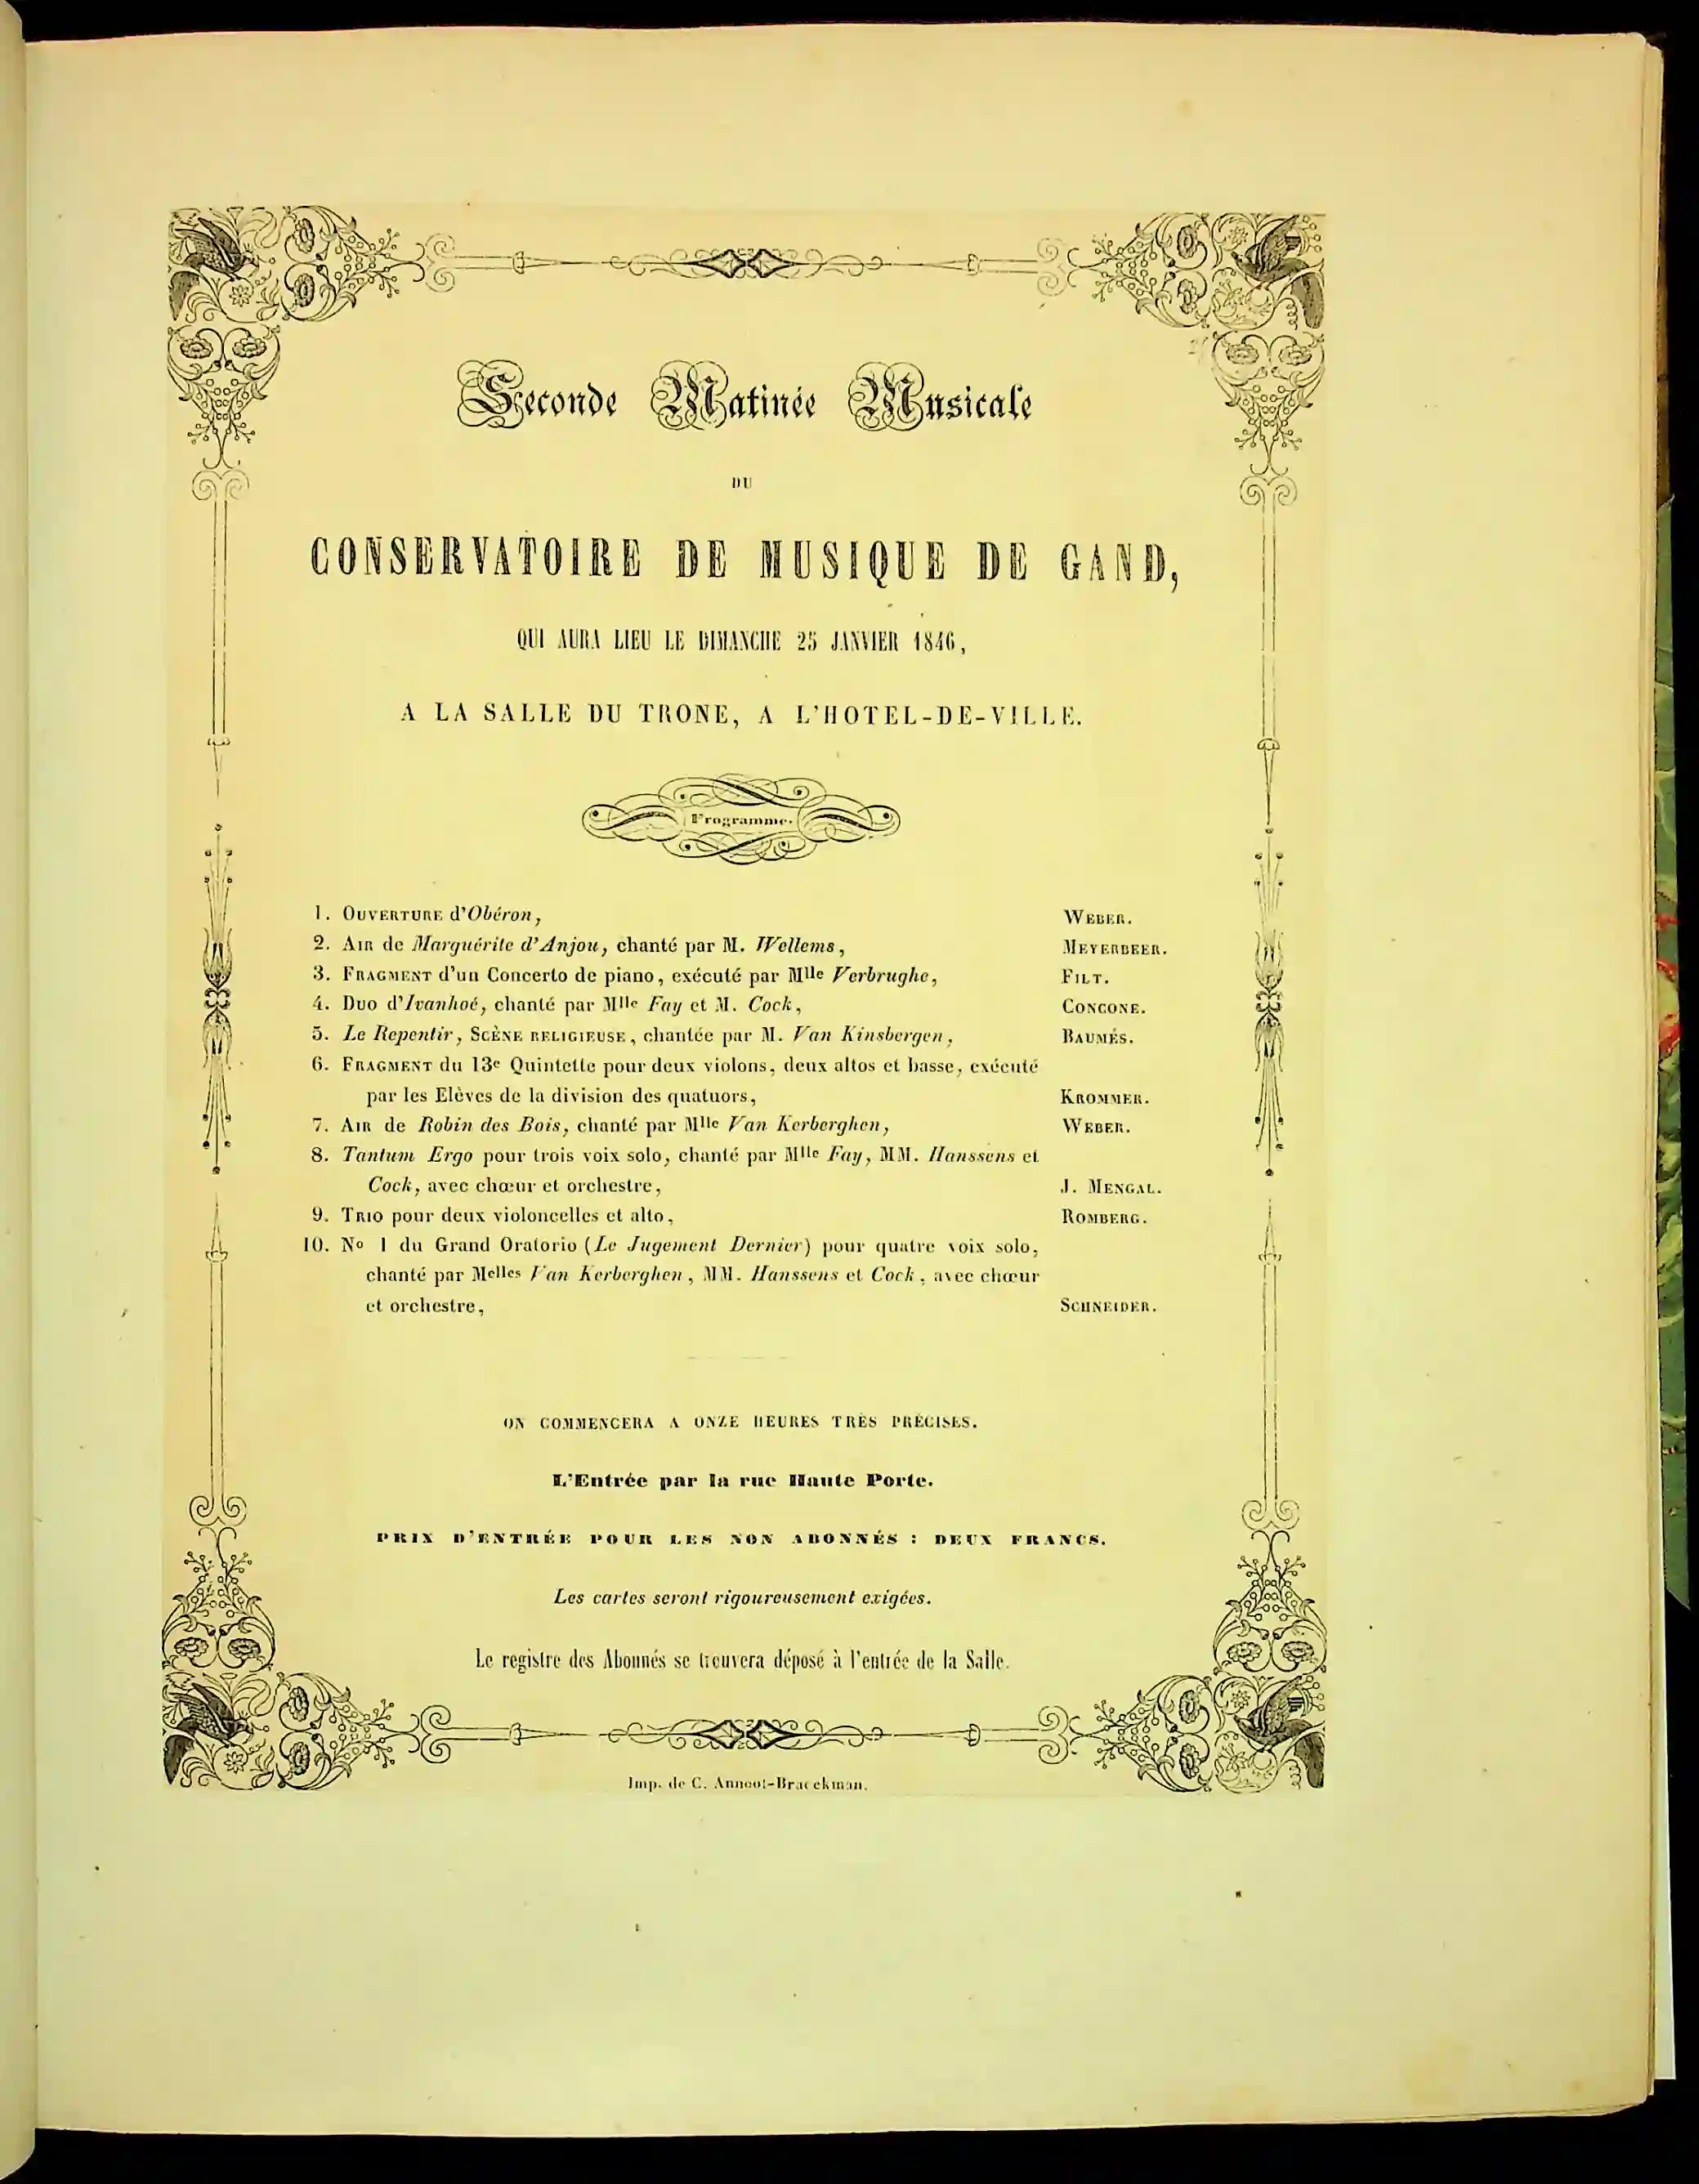 Seconde Matinée Musicale
DU
CONSERVATOIRE DE MUSIQUE DE GAND,
QUI AURA LIEU LE DIMANCHE 25 JANVIER 1846,
A LA SALLE DU TRONE, A L'HOTEL-DE-VILLE.
Programme.
1. OUVERTURE d'Obéron, WEBER.
2. AIR de Marguérite d'Anjou, chanté par M. Wellems, MEYERBEER.
3. FRAGMENT d'un Concerto de piano, exécuté par Mlle Verbrughe, FILT.
4. DUO d'Ivanhoé, chanté par Mlle Fay et M. Cock, CONCONE.
5. Le Repentir, SCÈNE RELIGIEUSE, chantée par M. Van Kinsbergen, BAUMÉS.
6. FRAGMENT du 13e Quintette pour deux violons, deux altos et basse, exécuté
par les Elèves de la division des quatuors, KROMMER.
7. AIR de Robin des Bois, chanté par Mlle Van Kerberghen, WEBER.
8. Tantum Ergo pour trois voix solo, chanté par Mlle Fay, MM. Hanssens et
Cock, avec chœur et orchestre, J. MENGAL.
9. TRIO pour deux violoncelles et alto, ROMBERG.
10. No 1 du Grand Oratorio (Le Jugement Dernier) pour quatre voix solo,
chanté par Melles Van Kerberghen, MM. Hanssens et Cock, avec chœur
et orchestre, SCHNEIDER.
ON COMMENCERA A ONZE HEURES TRÈS PRÉCISES.
L'Entrée par la rue Haute Porte.
PRIX D'ENTRÉE POUR LES NON ABONNÉS : DEUX FRANCS.
Les cartes seront rigoureusement exigées.
Le registre des Abonnés se trouvera déposé à l'entrée de la Salle.
Imp. de C. Annoot-Braeckman.